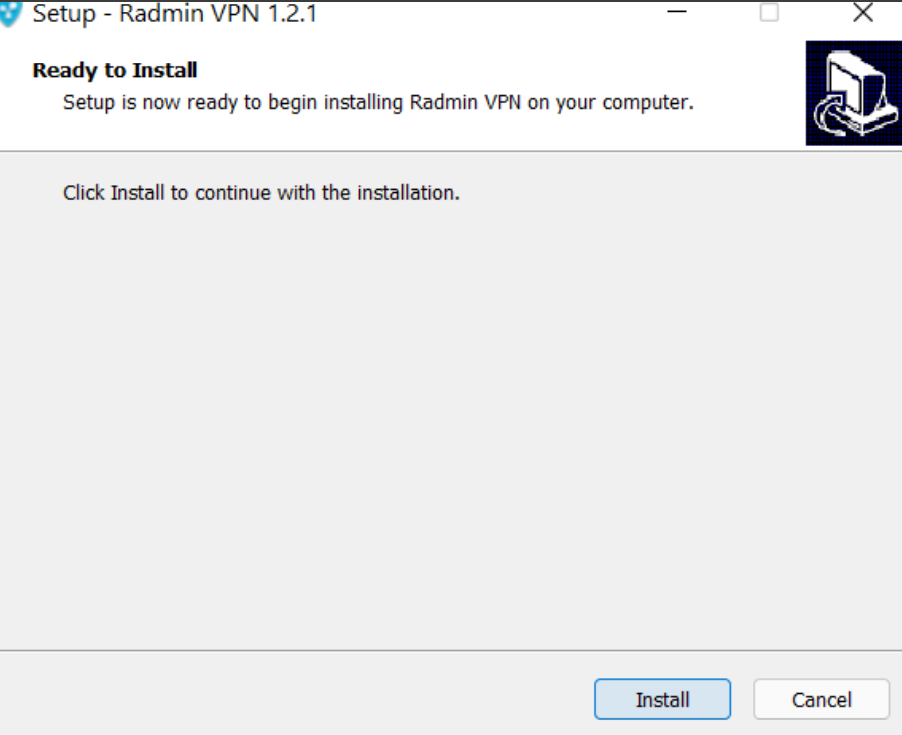 Setup - Radmin VPN 1.2.1
Ready to Install
Setup is now ready to begin installing Radmin VPN on your computer.
Click Install to continue with the installation.
Install
Cancel